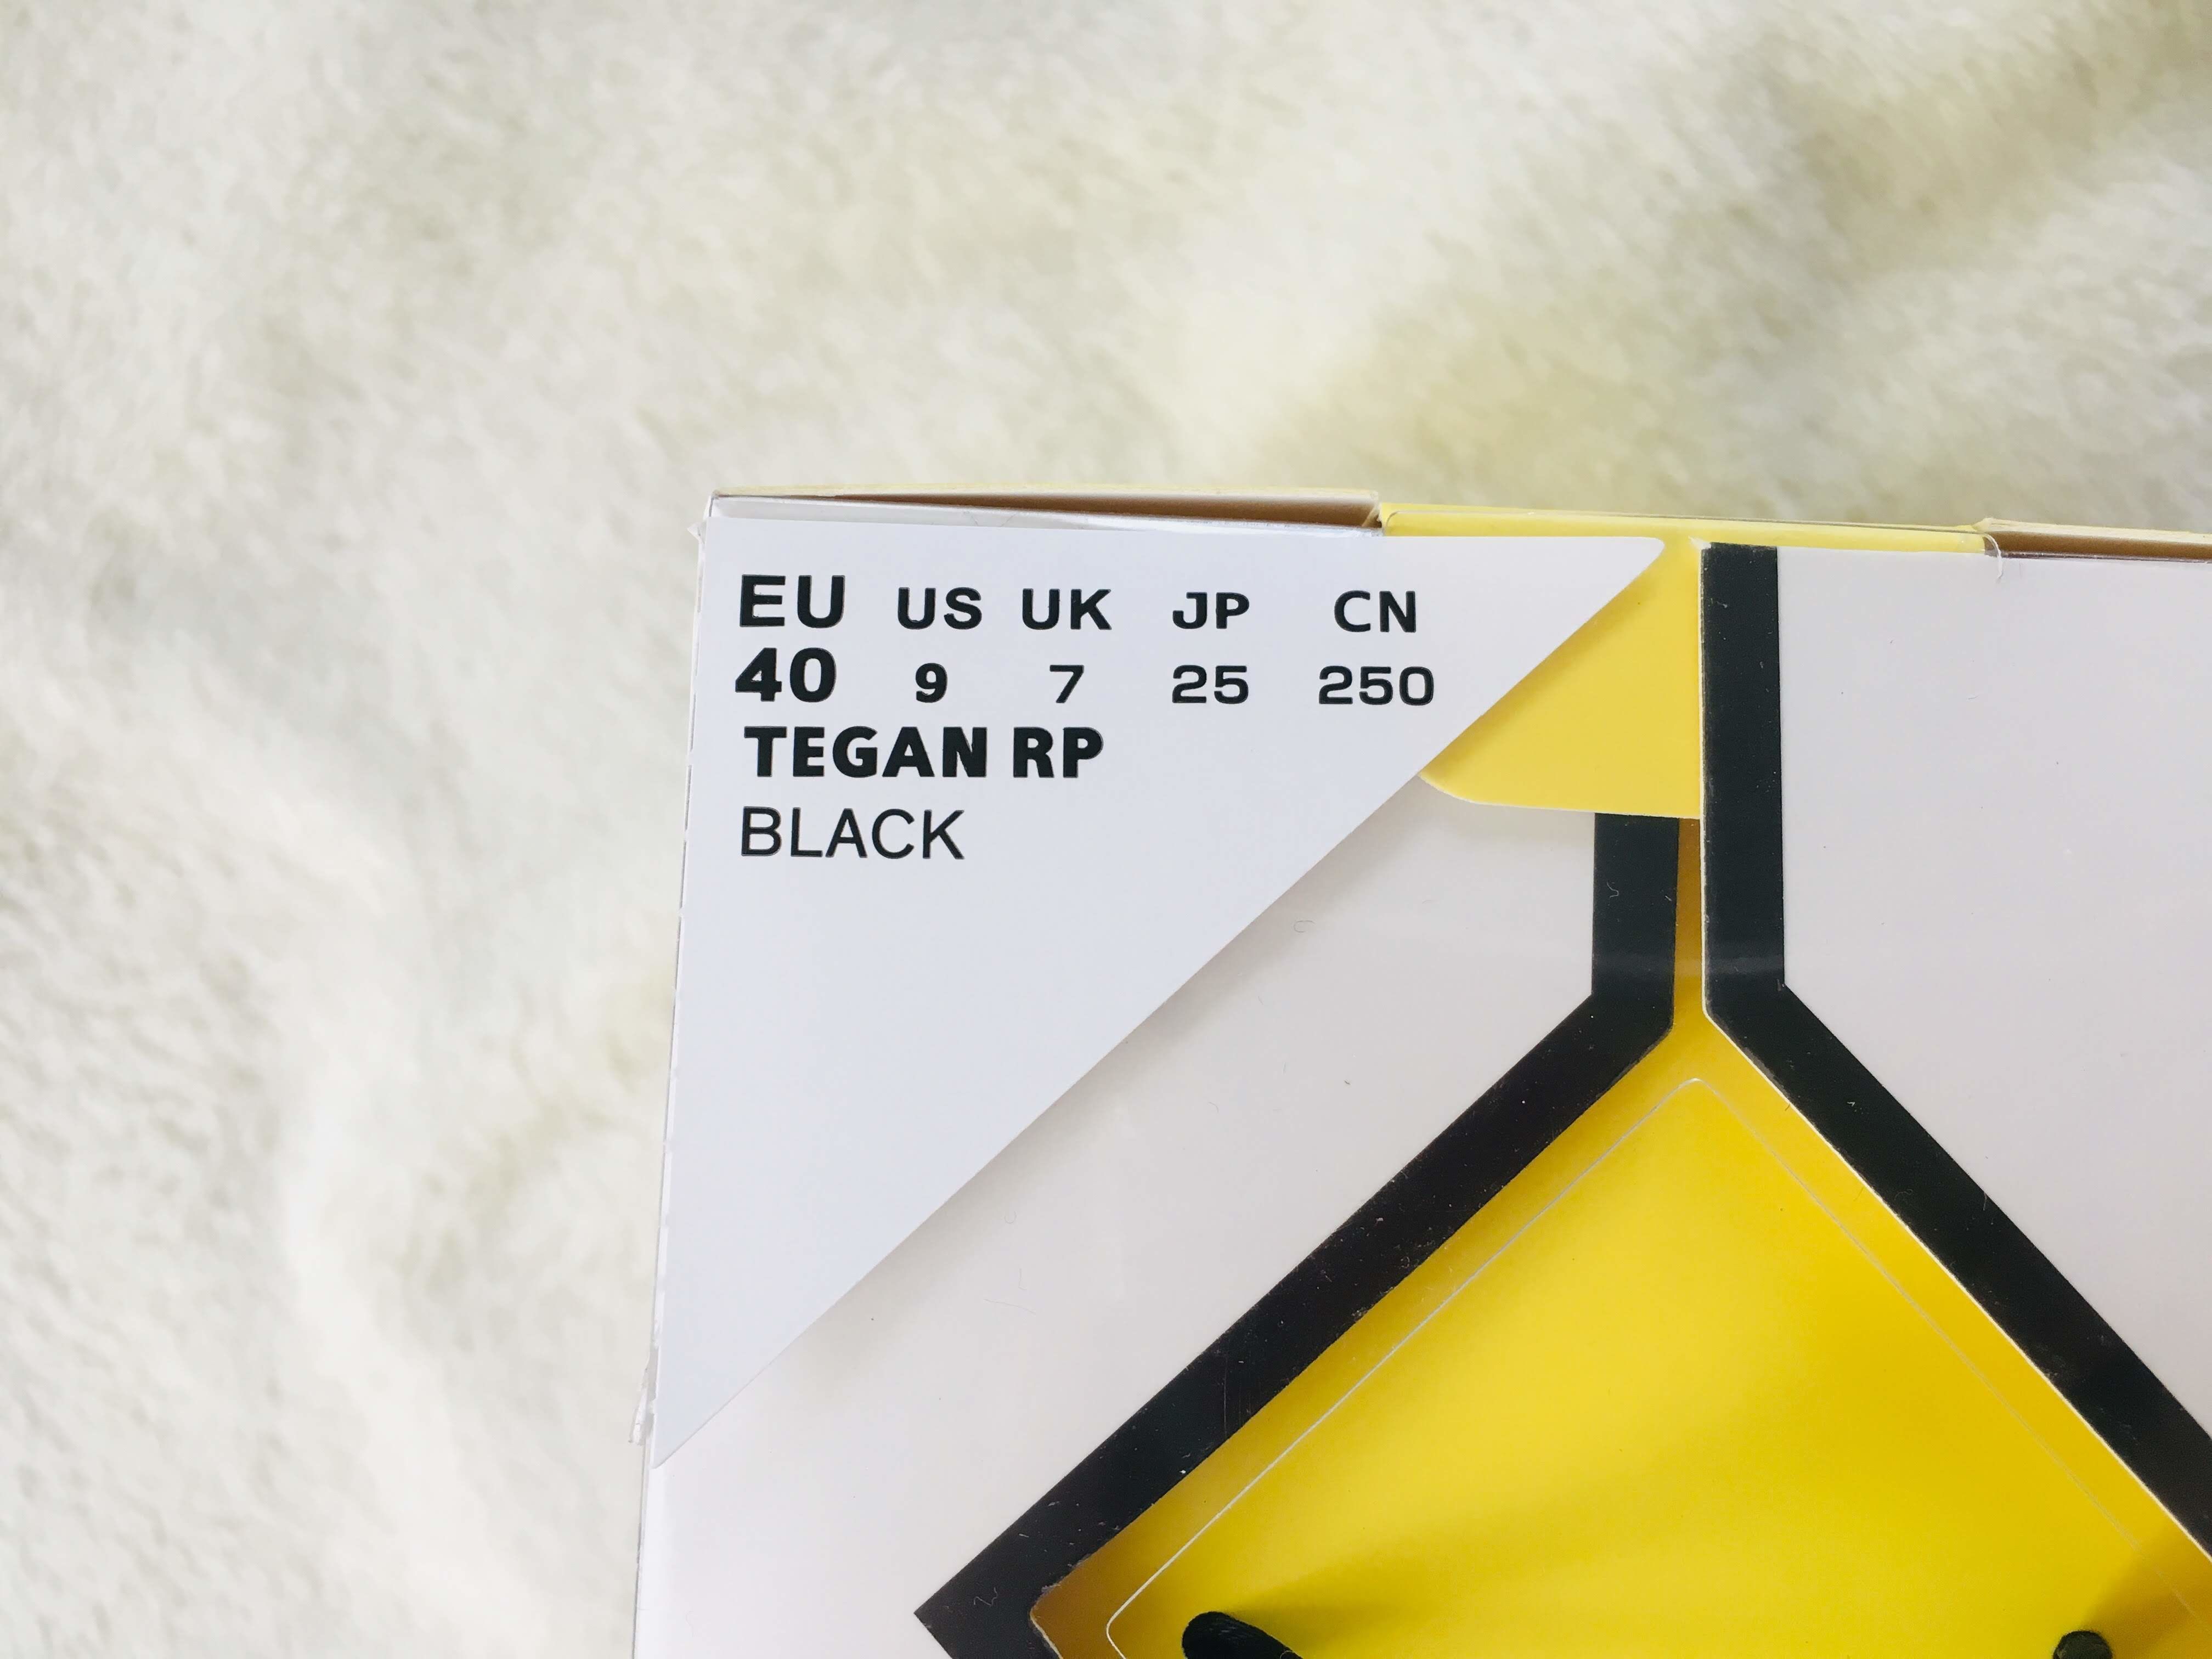 EU US UK JP CN
40 9 7 25 250
TEGAN RP
BLACK